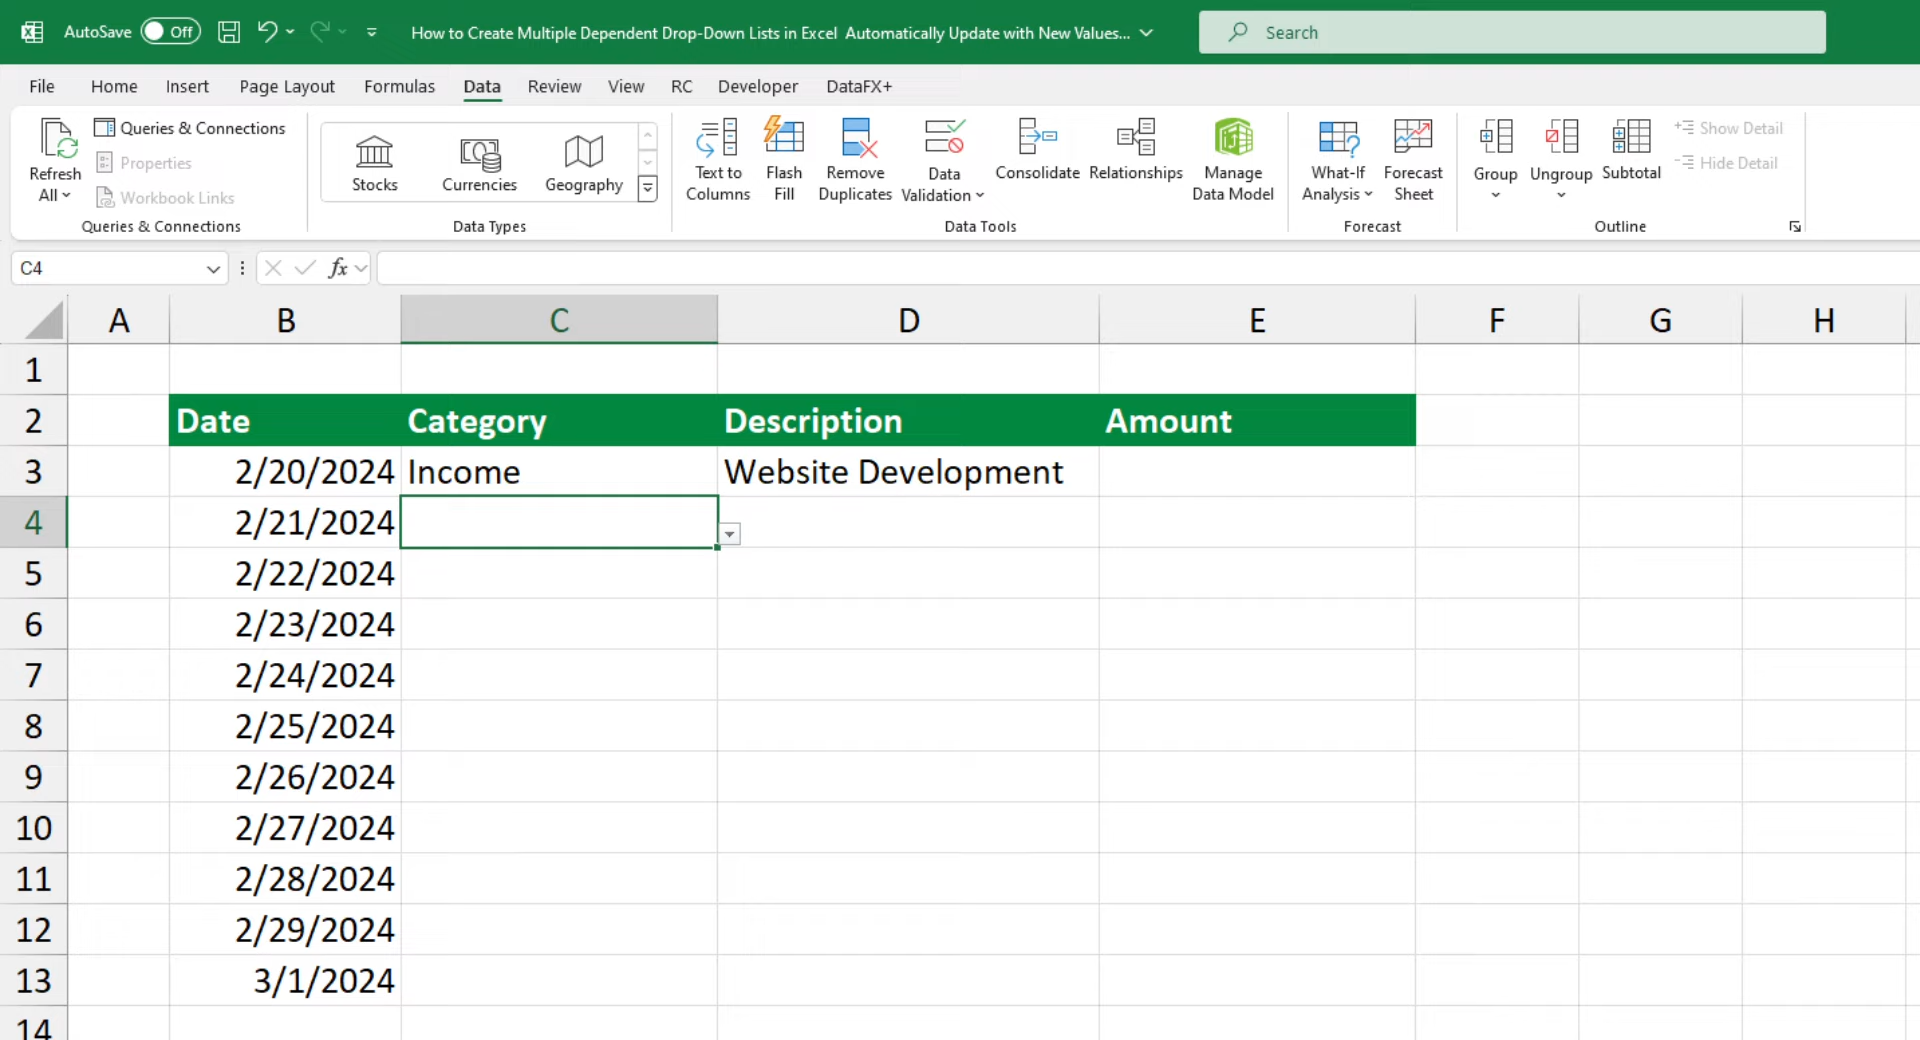 AutoSave Off How to Create Multiple Dependent Drop-Down Lists in Excel Automatically Update with New Values... Search
File Home Insert Page Layout Formulas Data Review View RC Developer DataFX+
Refresh All
Queries & Connections
Properties
Workbook Links
Queries & Connections
Stocks Currencies Geography
Data Types
Text to Columns
Flash Fill
Remove Duplicates
Data Validation
Consolidate
Relationships
Manage Data Model
Data Tools
What-If Analysis
Forecast Sheet
Forecast
Group
Ungroup
Subtotal
Show Detail
Hide Detail
Outline
C4 fx
A B C D E F G H
1
2 Date Category Description Amount
3 2/20/2024 Income Website Development
4 2/21/2024
5 2/22/2024
6 2/23/2024
7 2/24/2024
8 2/25/2024
9 2/26/2024
10 2/27/2024
11 2/28/2024
12 2/29/2024
13 3/1/2024
14